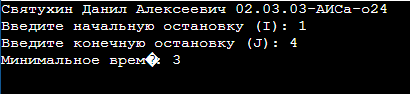 Святухин Данил Алексеевич 02.03.03-АИСа-о24
Введите начальную остановку (I): 1
Введите конечную остановку (J): 4
Минимальное врем�: 3